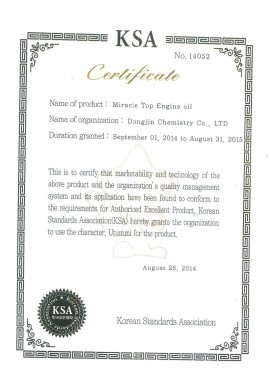 KSA
No.14052
Certificate
Name of product : Miracle Top Engine oil
Name of organization : Dongjin Chemistry Co., LTD
Duration granted : September 01, 2014 to August 31, 2015
This is to certify that marketability and technology of the
above product and the organization's quality management
system and its application have been found to conform to
the requirements for Authorized Excellent Product, Korean
Standards Association(KSA) hereby grants the organization
to use the character, Utzumi for the product.
August 26, 2014
KSA
Korean Standards Association